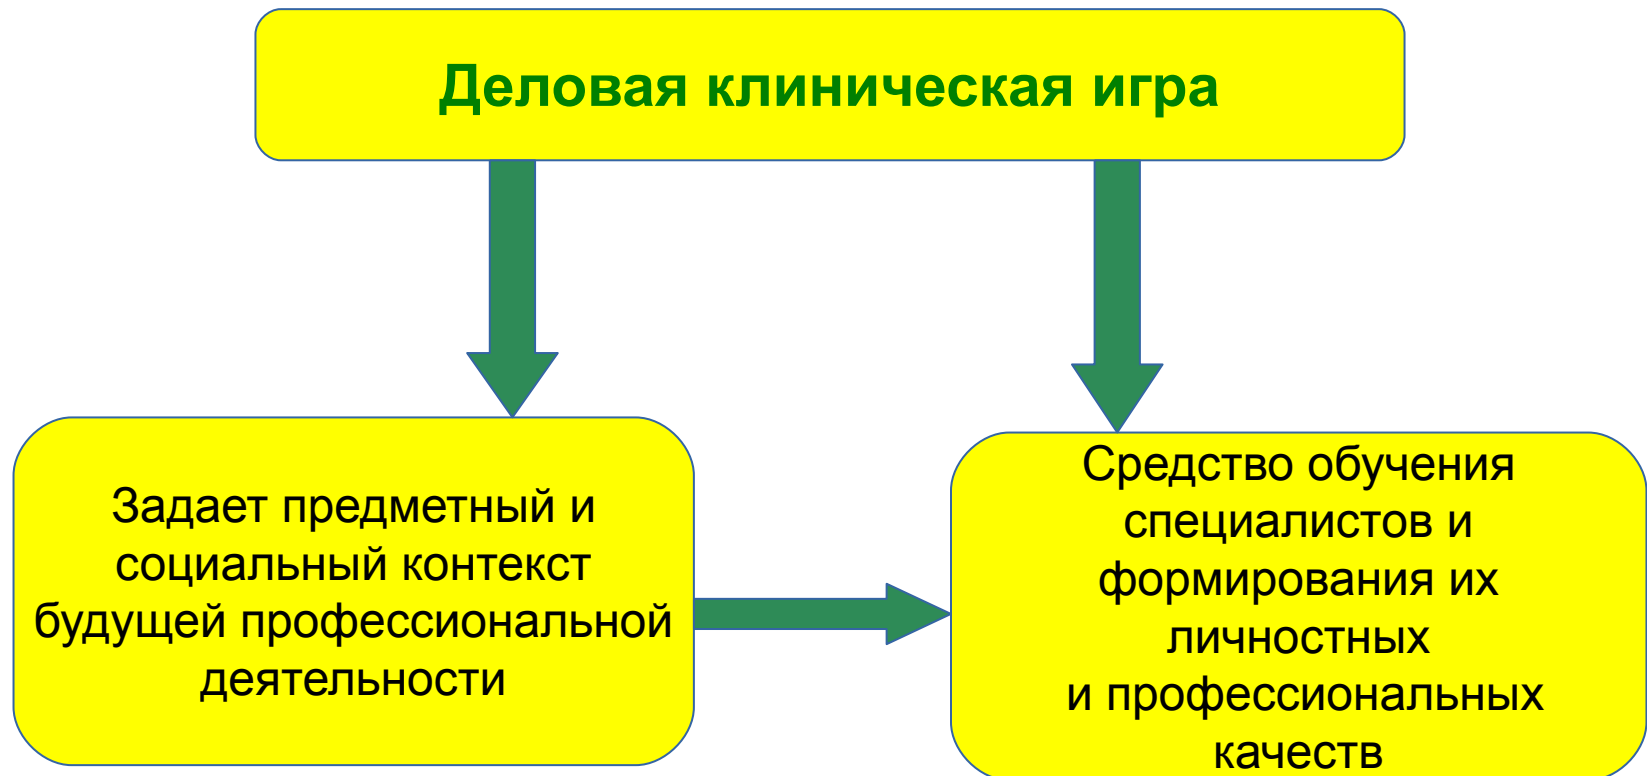 Деловая клиническая игра
Задает предметный и
социальный контекст
будущей профессиональной
деятельности
Средство обучения
специалистов и
формирования их
личностных
и профессиональных
качеств